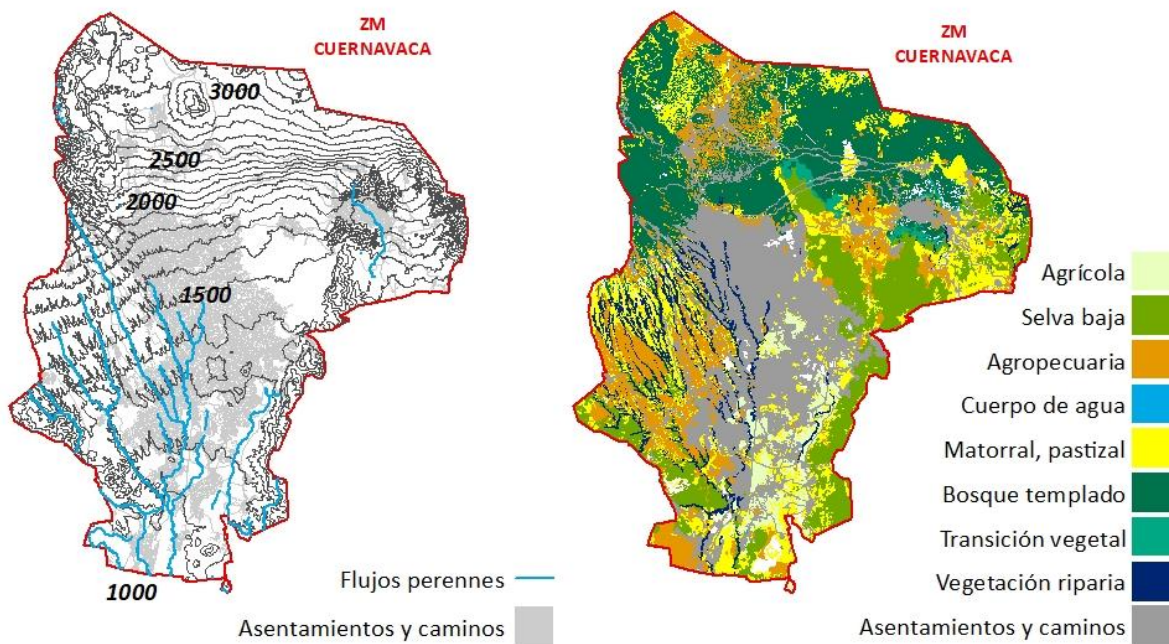 ZM
CUERNAVACA
3000
2500
2000
1500
1000
Flujos perennes
Asentamientos y caminos
ZM
CUERNAVACA
Agrícola
Selva baja
Agropecuaria
Cuerpo de agua
Matorral, pastizal
Bosque templado
Transición vegetal
Vegetación riparia
Asentamientos y caminos